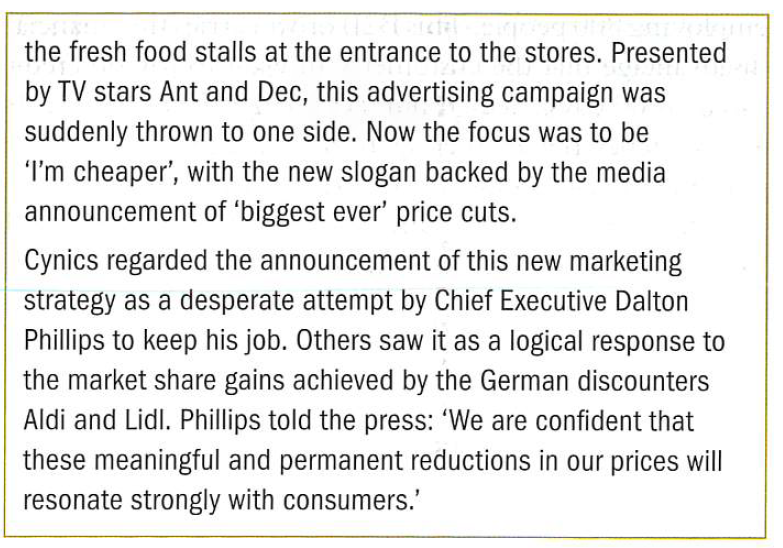 the fresh food stalls at the entrance to the stores. Presented
by TV stars Ant and Dec, this advertising campaign was
suddenly thrown to one side. Now the focus was to be
‘I’m cheaper’, with the new slogan backed by the media
announcement of ‘biggest ever’ price cuts.
Cynics regarded the announcement of this new marketing
strategy as a desperate attempt by Chief Executive Dalton
Phillips to keep his job. Others saw it as a logical response to
the market share gains achieved by the German discounters
Aldi and Lidl. Phillips told the press: ‘We are confident that
these meaningful and permanent reductions in our prices will
resonate strongly with consumers.’